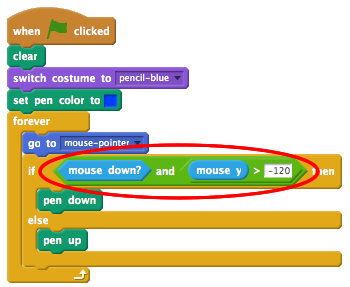 when clicked
clear
switch costume to pencil-blue
set pen color to
forever
go to mouse-pointer
if mouse down? and mouse y > -120 then
pen down
else
pen up